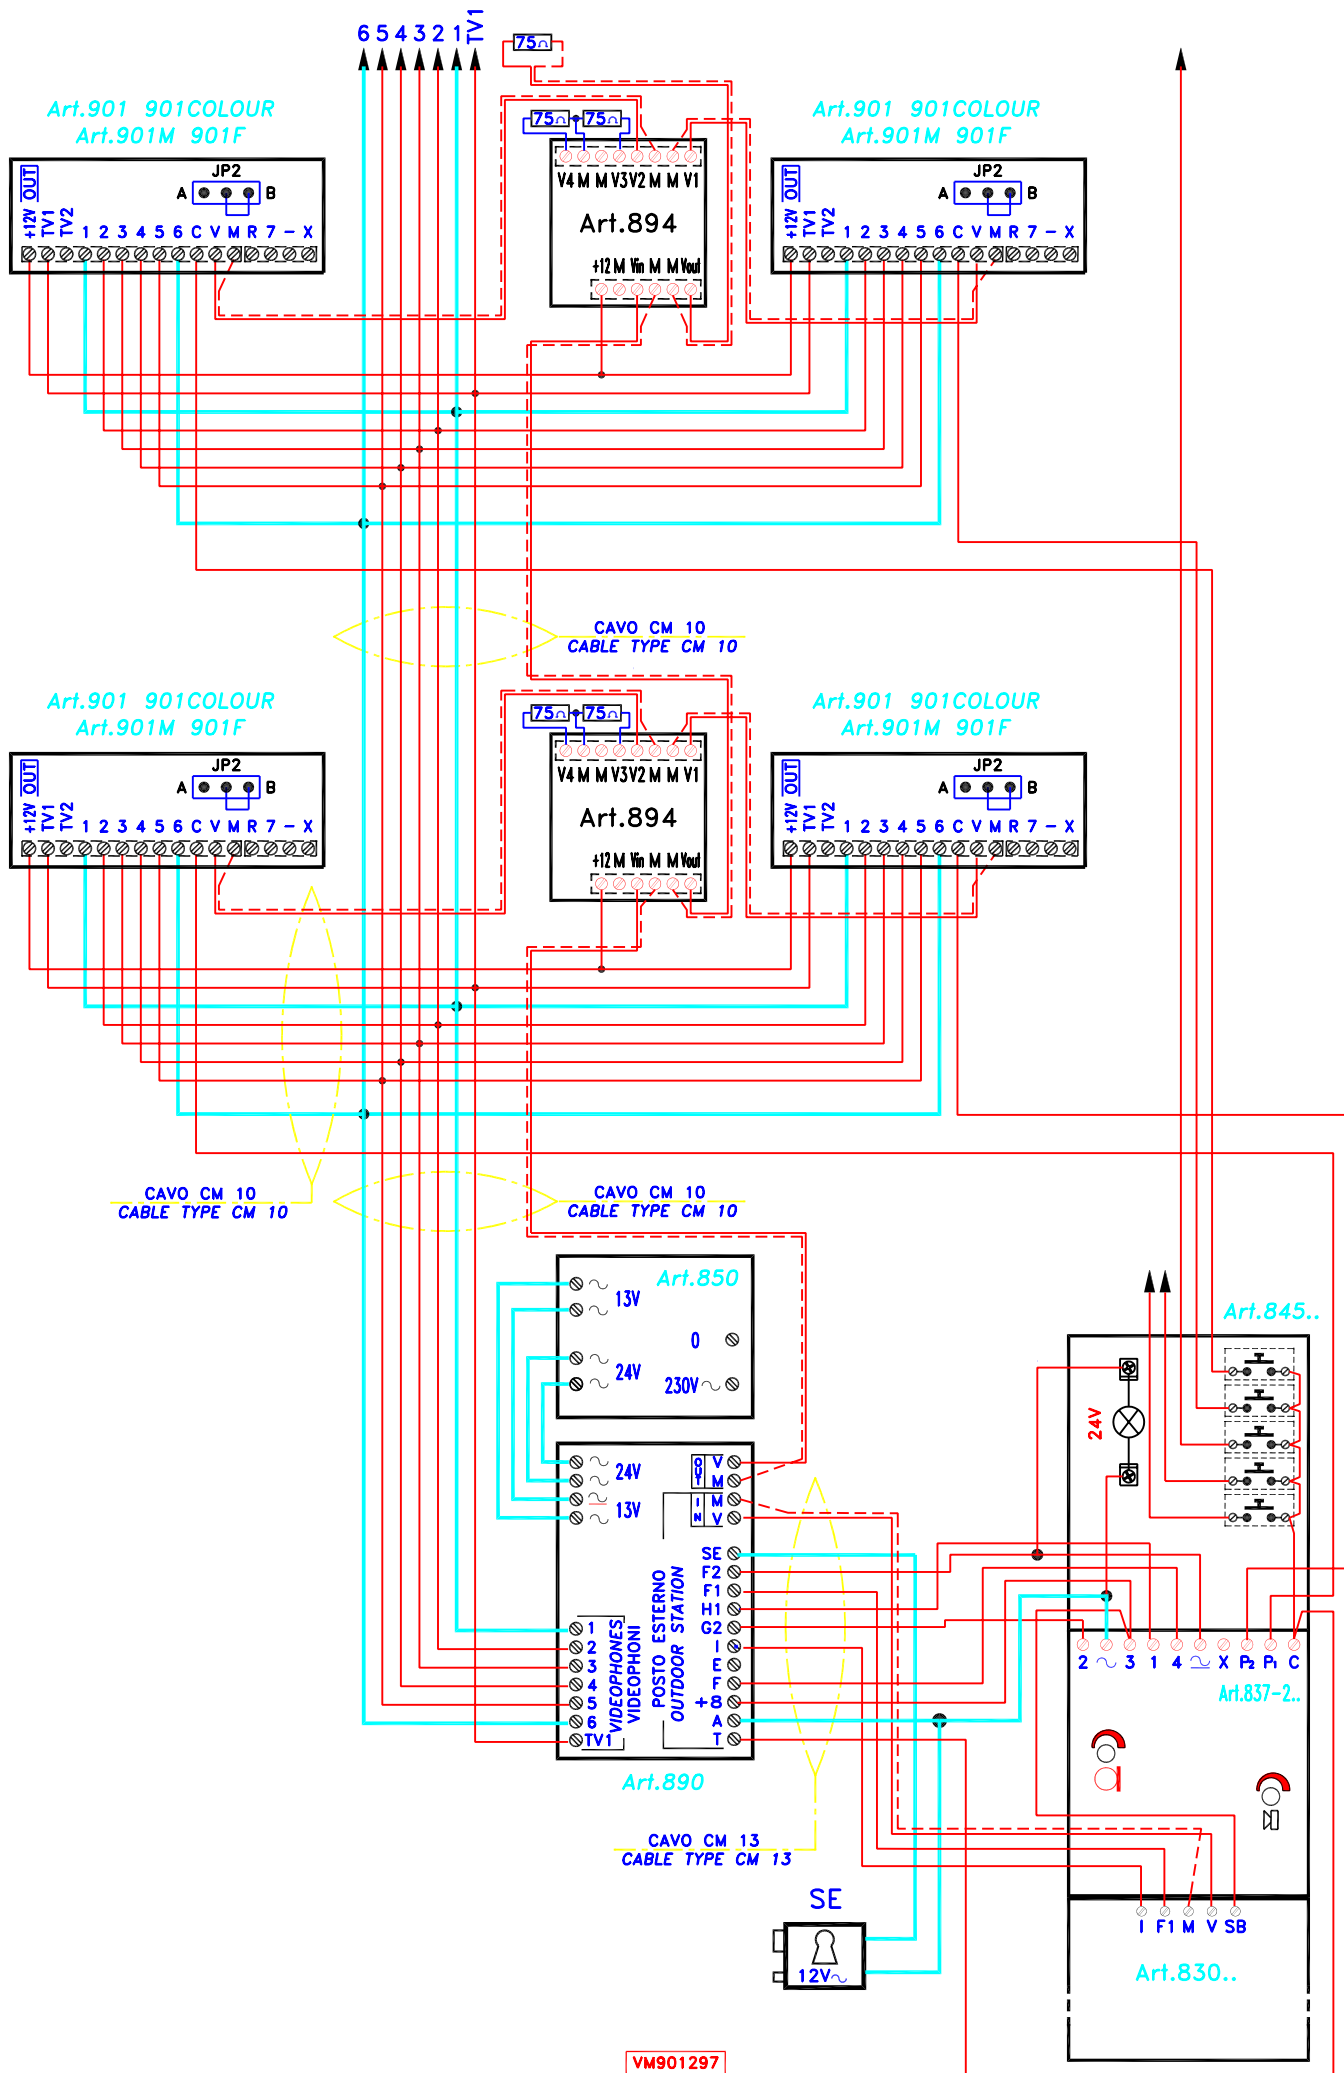 6 5 4 3 2 1 TV1
75Ω
Art.901 901COLOUR
Art.901M 901F
75Ω 75Ω
Art.901 901COLOUR
Art.901M 901F
OUT
JP2
A B
+12V TV1 TV2 1 2 3 4 5 6 C V M R 7 - X
V4 M M V3 V2 M M V1
Art.894
+12 M Vin M M Vout
OUT
JP2
A B
+12V TV1 TV2 1 2 3 4 5 6 C V M R 7 - X
CAVO CM 10
CABLE TYPE CM 10
Art.901 901COLOUR
Art.901M 901F
75Ω 75Ω
Art.901 901COLOUR
Art.901M 901F
OUT
JP2
A B
+12V TV1 TV2 1 2 3 4 5 6 C V M R 7 - X
V4 M M V3 V2 M M V1
Art.894
+12 M Vin M M Vout
OUT
JP2
A B
+12V TV1 TV2 1 2 3 4 5 6 C V M R 7 - X
CAVO CM 10
CABLE TYPE CM 10
CAVO CM 10
CABLE TYPE CM 10
Art.850
13V
0
24V
230V
Art.845..
24V
24V
13V
OUT
V
M
IN
M
V
SE
F2
F1
H1
G2
I
E
F
+8
A
T
POSTO ESTERNO
OUTDOOR STATION
1
2
3
4
5
6
TV1
VIDEOPHONES
VIDEOPHONI
Art.890
2 3 1 4 X P2 P1 C
Art.837-2..
CAVO CM 13
CABLE TYPE CM 13
SE
12V
I F1 M V SB
Art.830..
VM901297